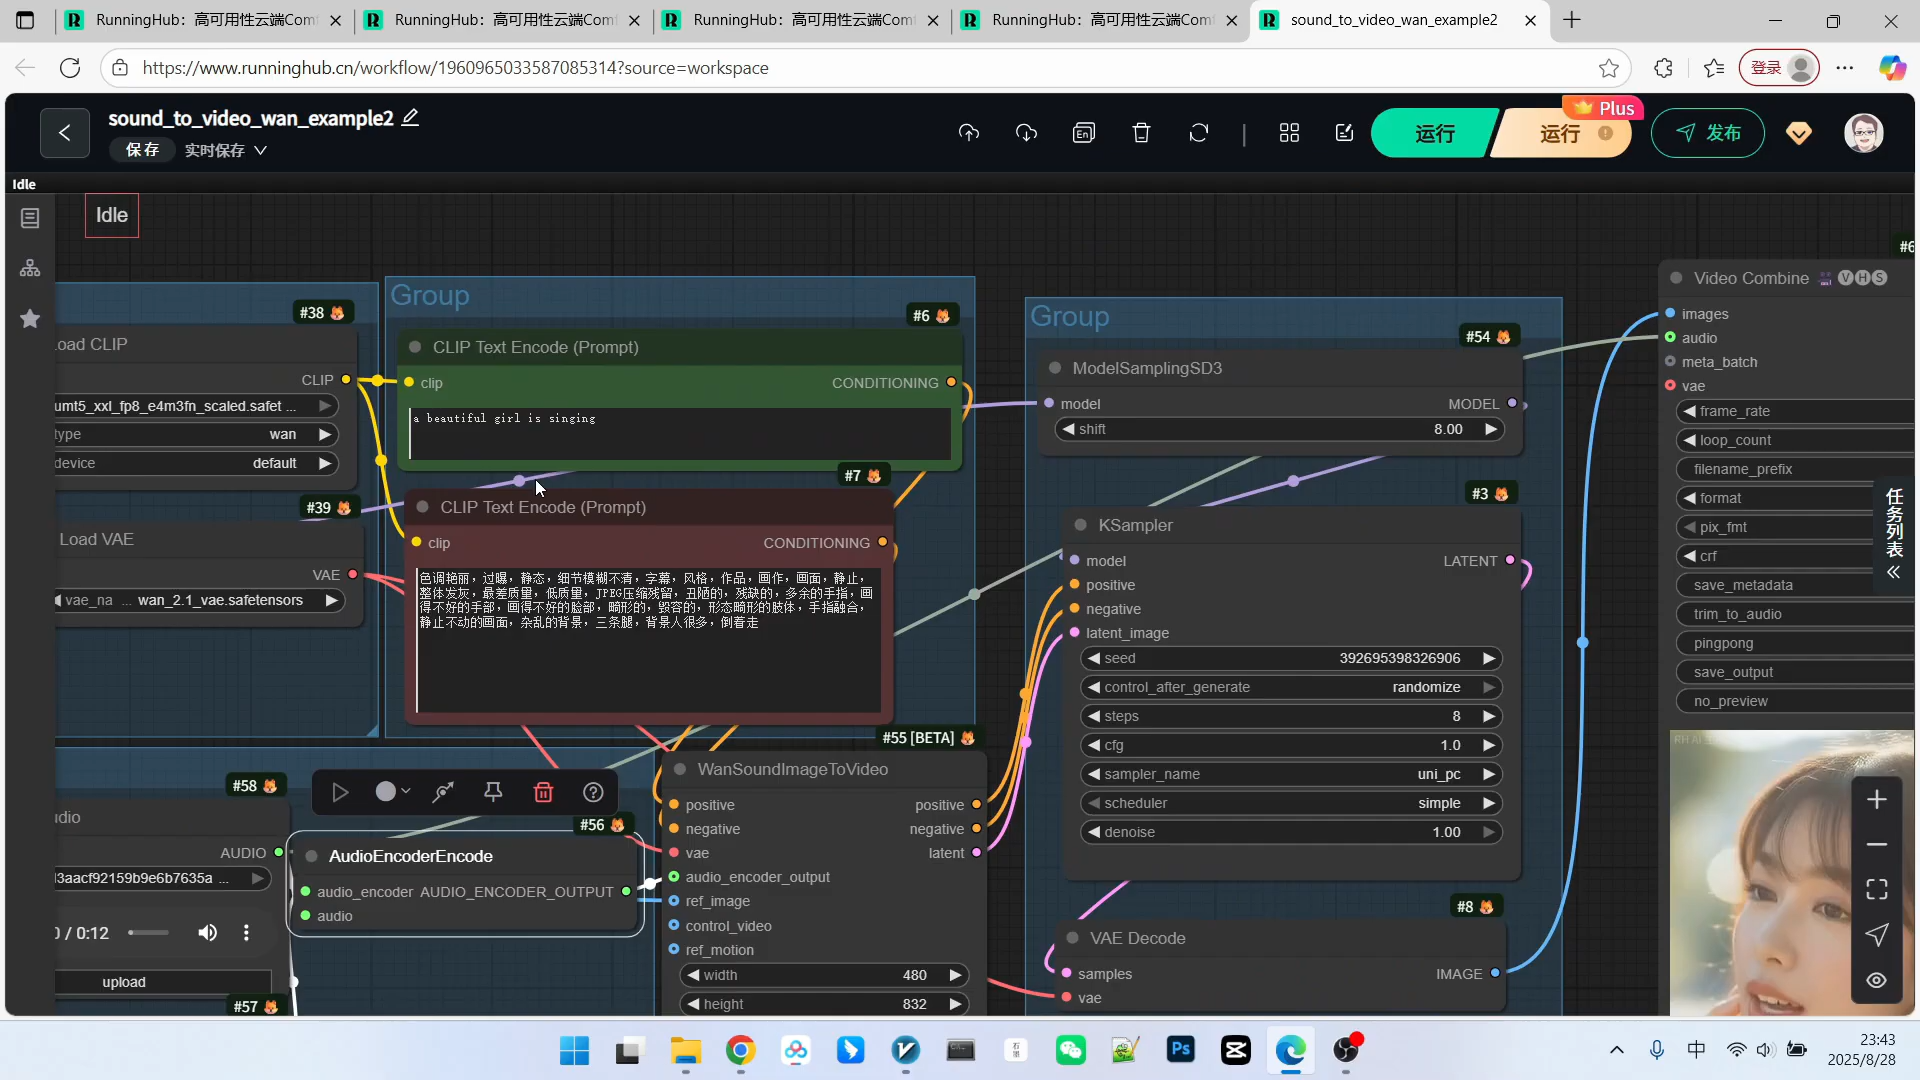 RunningHub：高可用性云端Comf
RunningHub：高可用性云端Comf
RunningHub：高可用性云端Comf
RunningHub：高可用性云端Comf
sound_to_video_wan_example2
https://www.runninghub.cn/workflow/1960965033587085314?source=workspace
登录
sound_to_video_wan_example2
保存
实时保存
En
运行
运行
Plus
发布
Idle
Idle
#38
oad CLIP
CLIP
umt5_xxl_fp8_e4m3fn_scaled.safet ...
type
wan
device
default
#39
Load VAE
VAE
vae_na ... wan_2.1_vae.safetensors
Group
#6
CLIP Text Encode (Prompt)
clip
CONDITIONING
a beautiful girl is singing
#7
CLIP Text Encode (Prompt)
clip
CONDITIONING
色调艳丽，过曝，静态，细节模糊不清，字幕，风格，作品，画作，画面，静止，
整体发灰，最差质量，低质量，JPEG压缩残留，丑陋的，残缺的，多余的手指，画
得不好的手部，画得不好的脸部，畸形的，毁容的，形态畸形的肢体，手指融合，
静止不动的画面，杂乱的背景，三条腿，背景人很多，倒着走
#58
udio
AUDIO
3aacf92159b9e6b7635a ...
0 / 0:12
upload
#57
#56
AudioEncoderEncode
audio_encoder
AUDIO_ENCODER_OUTPUT
audio
#55 [BETA]
WanSoundImageToVideo
positive
positive
negative
negative
vae
latent
audio_encoder_output
ref_image
control_video
ref_motion
width
480
height
832
Group
#54
ModelSamplingSD3
model
MODEL
shift
8.00
#3
KSampler
model
LATENT
positive
negative
latent_image
seed
392695398326906
control_after_generate
randomize
steps
8
cfg
1.0
sampler_name
uni_pc
scheduler
simple
denoise
1.00
#8
VAE Decode
samples
IMAGE
vae
#6
Video Combine
VHS
images
audio
meta_batch
vae
frame_rate
loop_count
filename_prefix
format
pix_fmt
crf
save_metadata
trim_to_audio
pingpong
save_output
no_preview
任务列表
Ps
中
23:43
2025/8/28